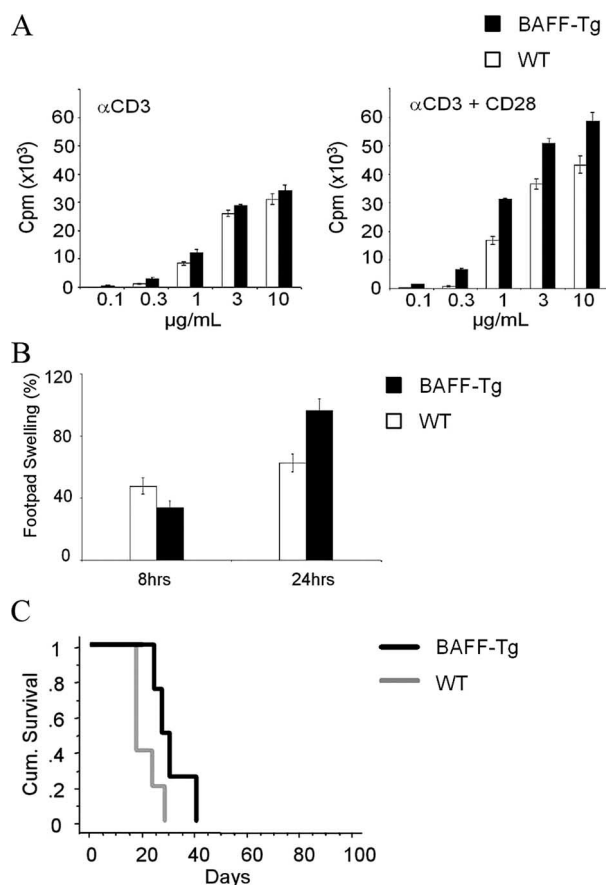 A
BAFF-Tg
WT
αCD3
Cpm (x10³)
60
50
40
30
20
10
0
0.1 0.3 1 3 10
µg/mL
αCD3 + CD28
Cpm (x10³)
60
50
40
30
20
10
0
0.1 0.3 1 3 10
µg/mL
B
BAFF-Tg
WT
Footpad Swelling (%)
120
80
40
0
8hrs 24hrs
C
BAFF-Tg
WT
Cum. Survival
1
.8
.6
.4
.2
0
0 20 40 60 80 100
Days